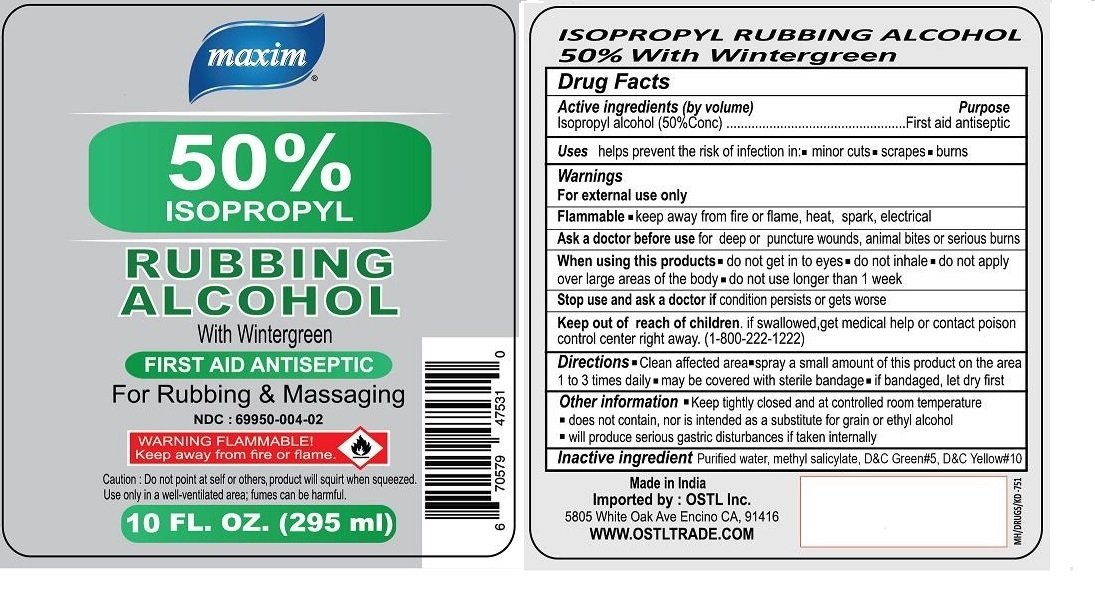 maxim®
50%
ISOPROPYL
RUBBING
ALCOHOL
With Wintergreen
FIRST AID ANTISEPTIC
For Rubbing & Massaging
NDC : 69950-004-02
WARNING FLAMMABLE!
Keep away from fire or flame.
Caution : Do not point at self or others, product will squirt when squeezed.
Use only in a well-ventilated area; fumes can be harmful.
10 FL. OZ. (295 ml)
6 70579 47531 0
ISOPROPYL RUBBING ALCOHOL
50% With Wintergreen
Drug Facts
Active ingredients (by volume) Purpose
Isopropyl alcohol (50%Conc) ..................................................First aid antiseptic
Uses helps prevent the risk of infection in:▪ minor cuts ▪ scrapes ▪ burns
Warnings
For external use only
Flammable ▪ keep away from fire or flame, heat, spark, electrical
Ask a doctor before use for deep or puncture wounds, animal bites or serious burns
When using this products ▪ do not get in to eyes ▪ do not inhale ▪ do not apply
over large areas of the body ▪ do not use longer than 1 week
Stop use and ask a doctor if condition persists or gets worse
Keep out of reach of children. if swallowed,get medical help or contact poison
control center right away. (1-800-222-1222)
Directions ▪ Clean affected area▪spray a small amount of this product on the area
1 to 3 times daily ▪ may be covered with sterile bandage ▪ if bandaged, let dry first
Other information ▪ Keep tightly closed and at controlled room temperature
▪ does not contain, nor is intended as a substitute for grain or ethyl alcohol
▪ will produce serious gastric disturbances if taken internally
Inactive ingredient Purified water, methyl salicylate, D&C Green#5, D&C Yellow#10
Made in India
Imported by : OSTL Inc.
5805 White Oak Ave Encino CA, 91416
WWW.OSTLTRADE.COM
MH/DRUGS/KD -751